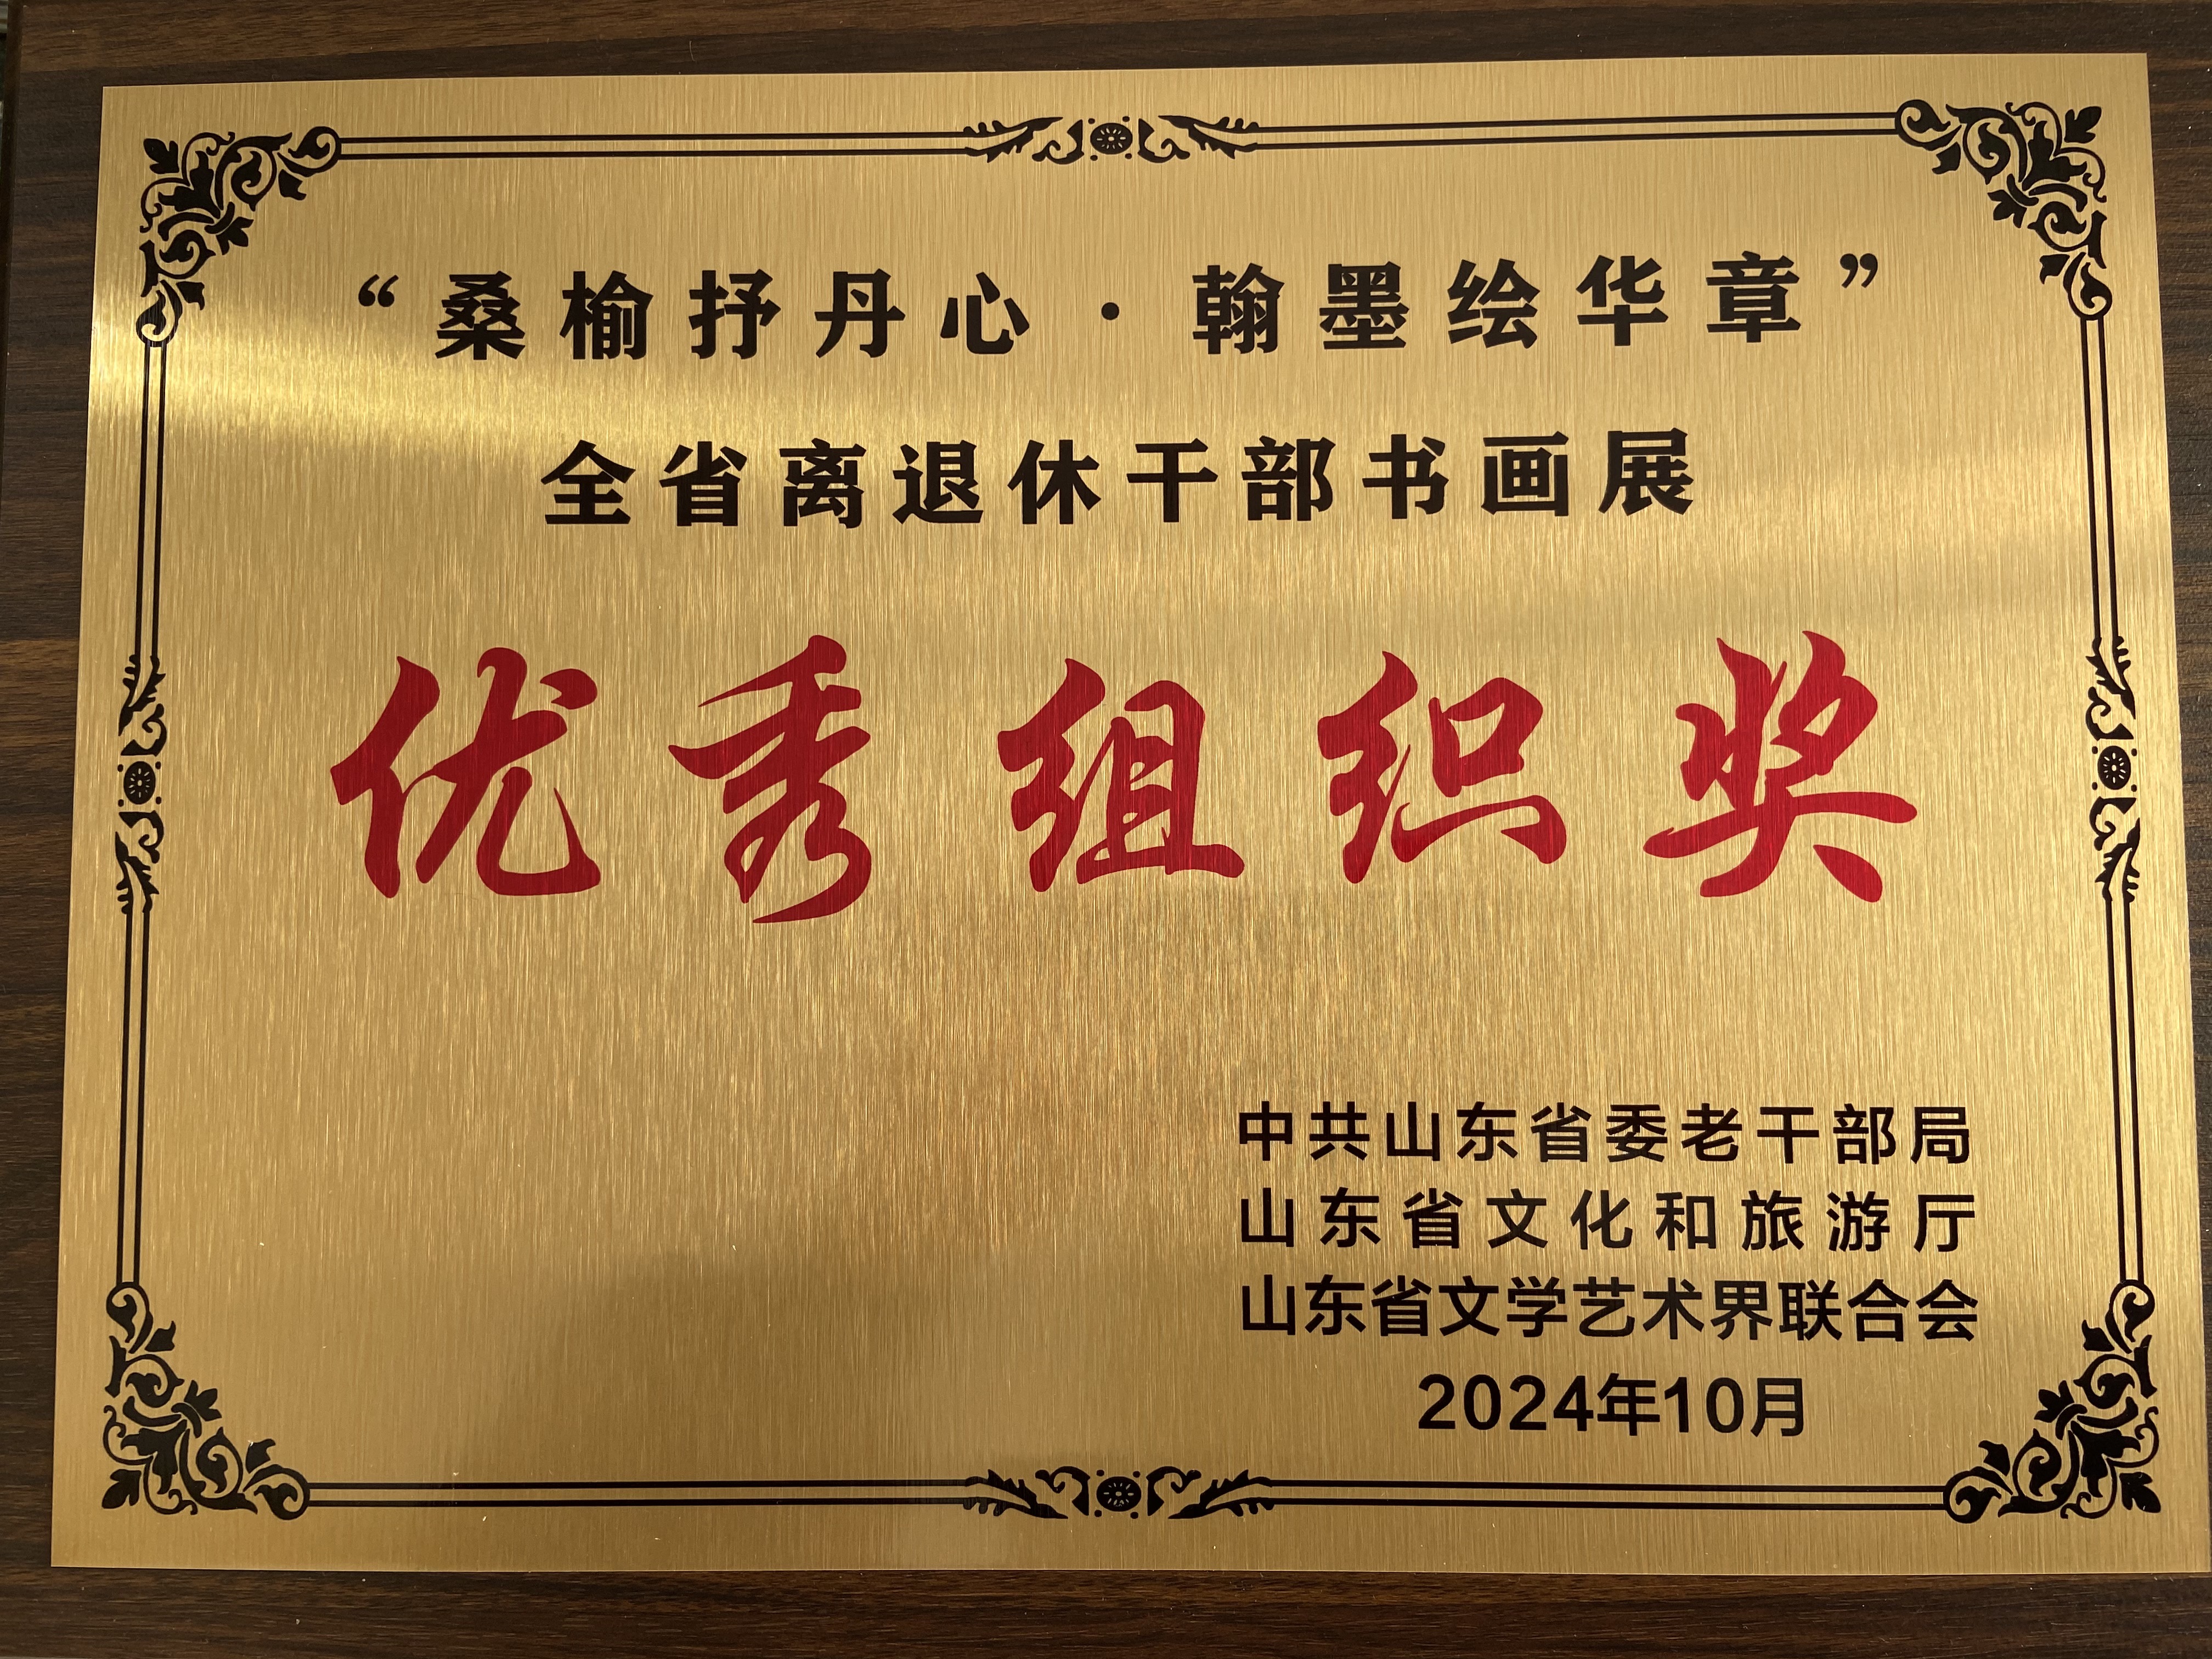 “桑榆抒丹心·翰墨绘华章”
全省离退休干部书画展
优秀组织奖
中共山东省委老干部局
山东省文化和旅游厅
山东省文学艺术界联合会
2024年10月